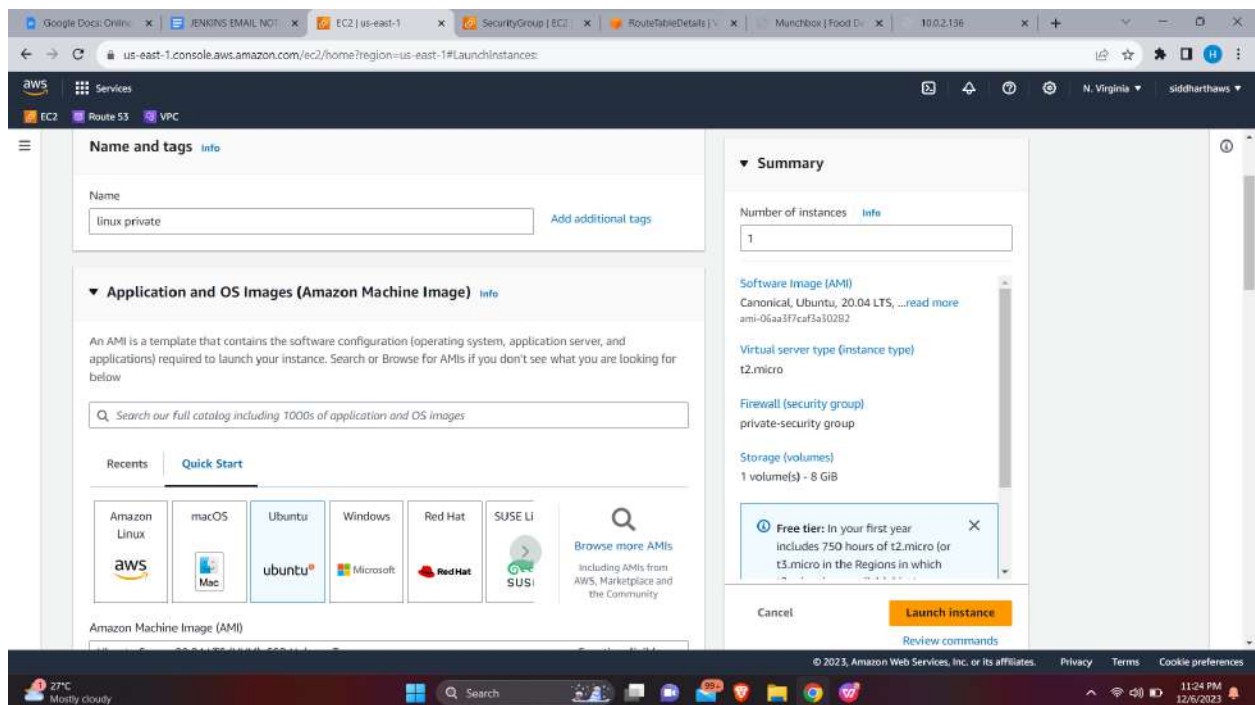 Google Docs: Online
JENKINS EMAIL NOT
EC2 | us-east-1
SecurityGroup | EC2
RouteTableDetails | V
Munchbox | Food De
10.0.2.136
us-east-1.console.aws.amazon.com/ec2/home?region=us-east-1#LaunchInstances:
H
aws
Services
N. Virginia
siddharthaws
EC2
Route 53
VPC
Name and tags Info
Name
linux private
Add additional tags
Application and OS Images (Amazon Machine Image) Info
An AMI is a template that contains the software configuration (operating system, application server, and
applications) required to launch your instance. Search or Browse for AMIs if you don't see what you are looking for
below
Search our full catalog including 1000s of application and OS images
Recents
Quick Start
Amazon
Linux
aws
macOS
Mac
Ubuntu
ubuntu
Windows
Microsoft
Red Hat
Red Hat
SUSE Li
SUS
Browse more AMIs
Including AMIs from
AWS, Marketplace and
the Community
Amazon Machine Image (AMI)
Summary
Number of instances Info
1
Software Image (AMI)
Canonical, Ubuntu, 20.04 LTS, ...read more
ami-06aa3f7caf3a30282
Virtual server type (instance type)
t2.micro
Firewall (security group)
private-security group
Storage (volumes)
1 volume(s) - 8 GiB
Free tier: In your first year
includes 750 hours of t2.micro (or
t3.micro in the Regions in which
Cancel
Launch instance
Review commands
© 2023, Amazon Web Services, Inc. or its affiliates.
Privacy
Terms
Cookie preferences
1
27°C
Mostly cloudy
Search
99+
11:24 PM
12/6/2023